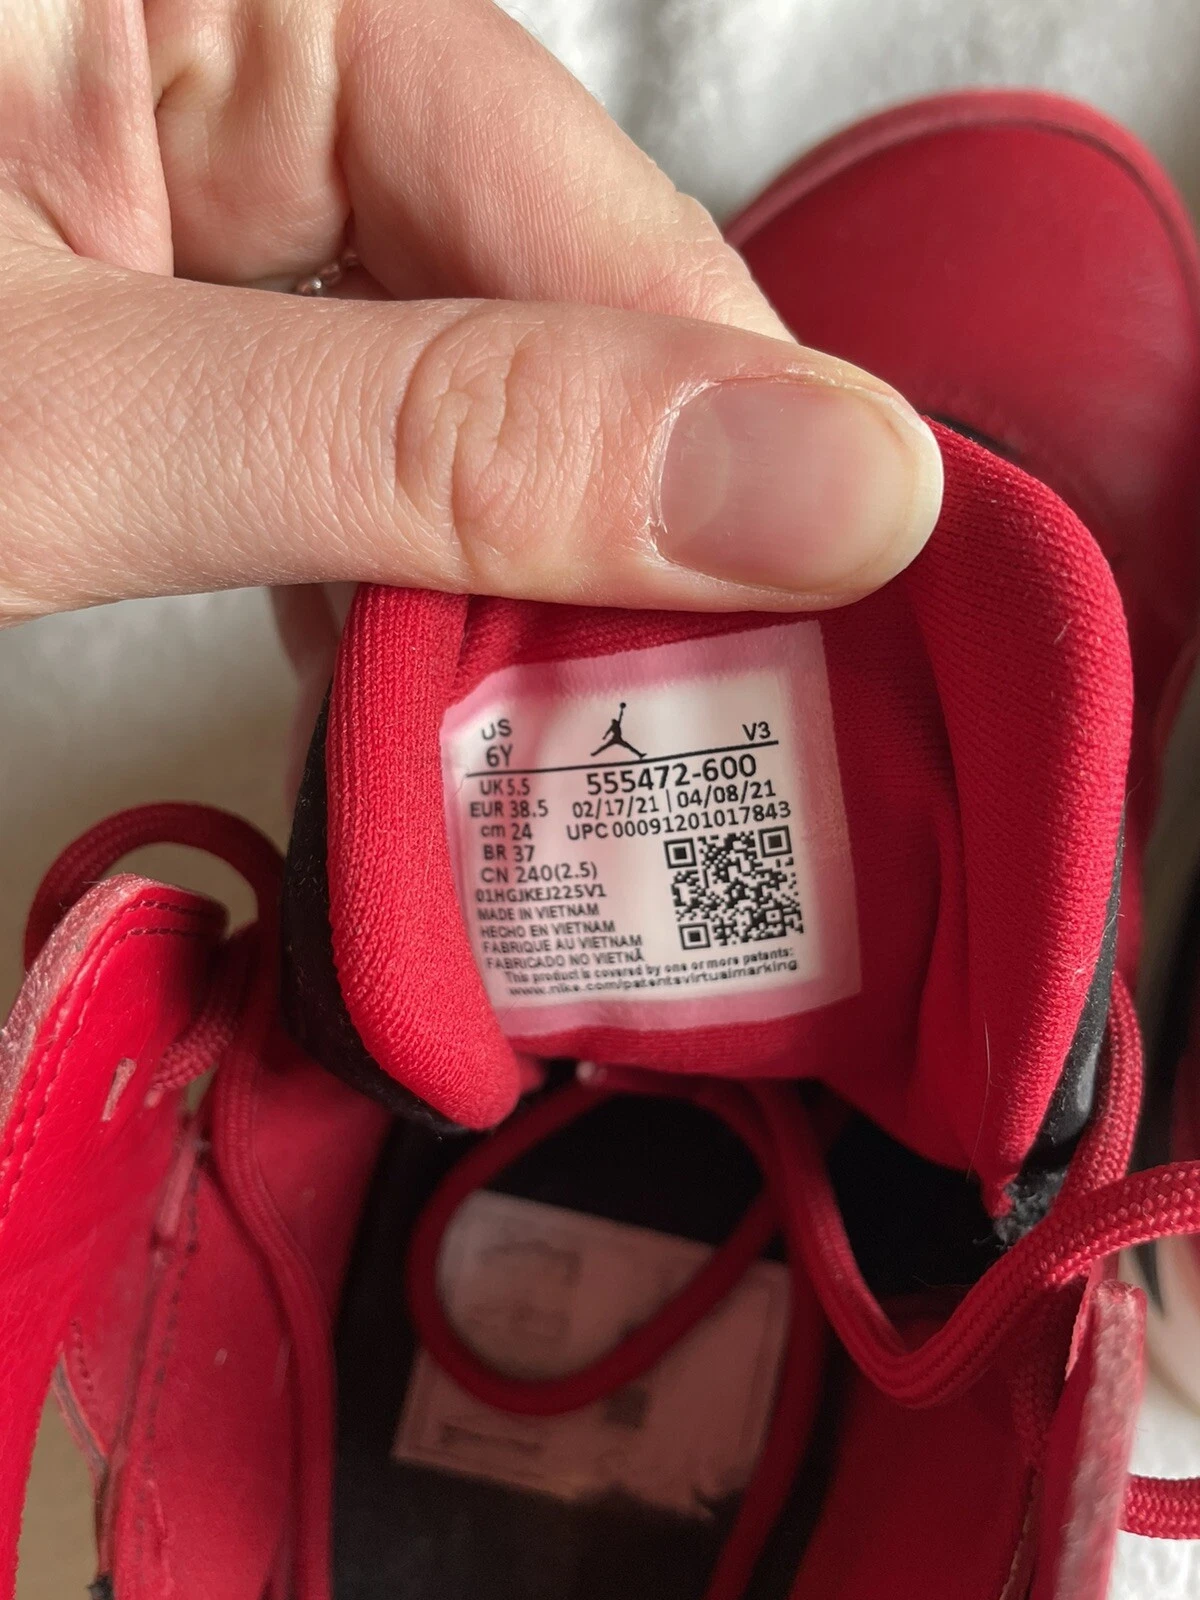 US
6Y
V3
UK 5.5
EUR 38.5
cm 24
BR 37
CN 240(2.5)
555472-600
02/17/21 | 04/08/21
UPC 00091201017843
01HGJKEJ225V1
MADE IN VIETNAM
HECHO EN VIETNAM
FABRIQUE AU VIETNAM
FABRICADO NO VIETNÃ
This product is covered by one or more patents:
www.nike.com/patentsvirtualmarking